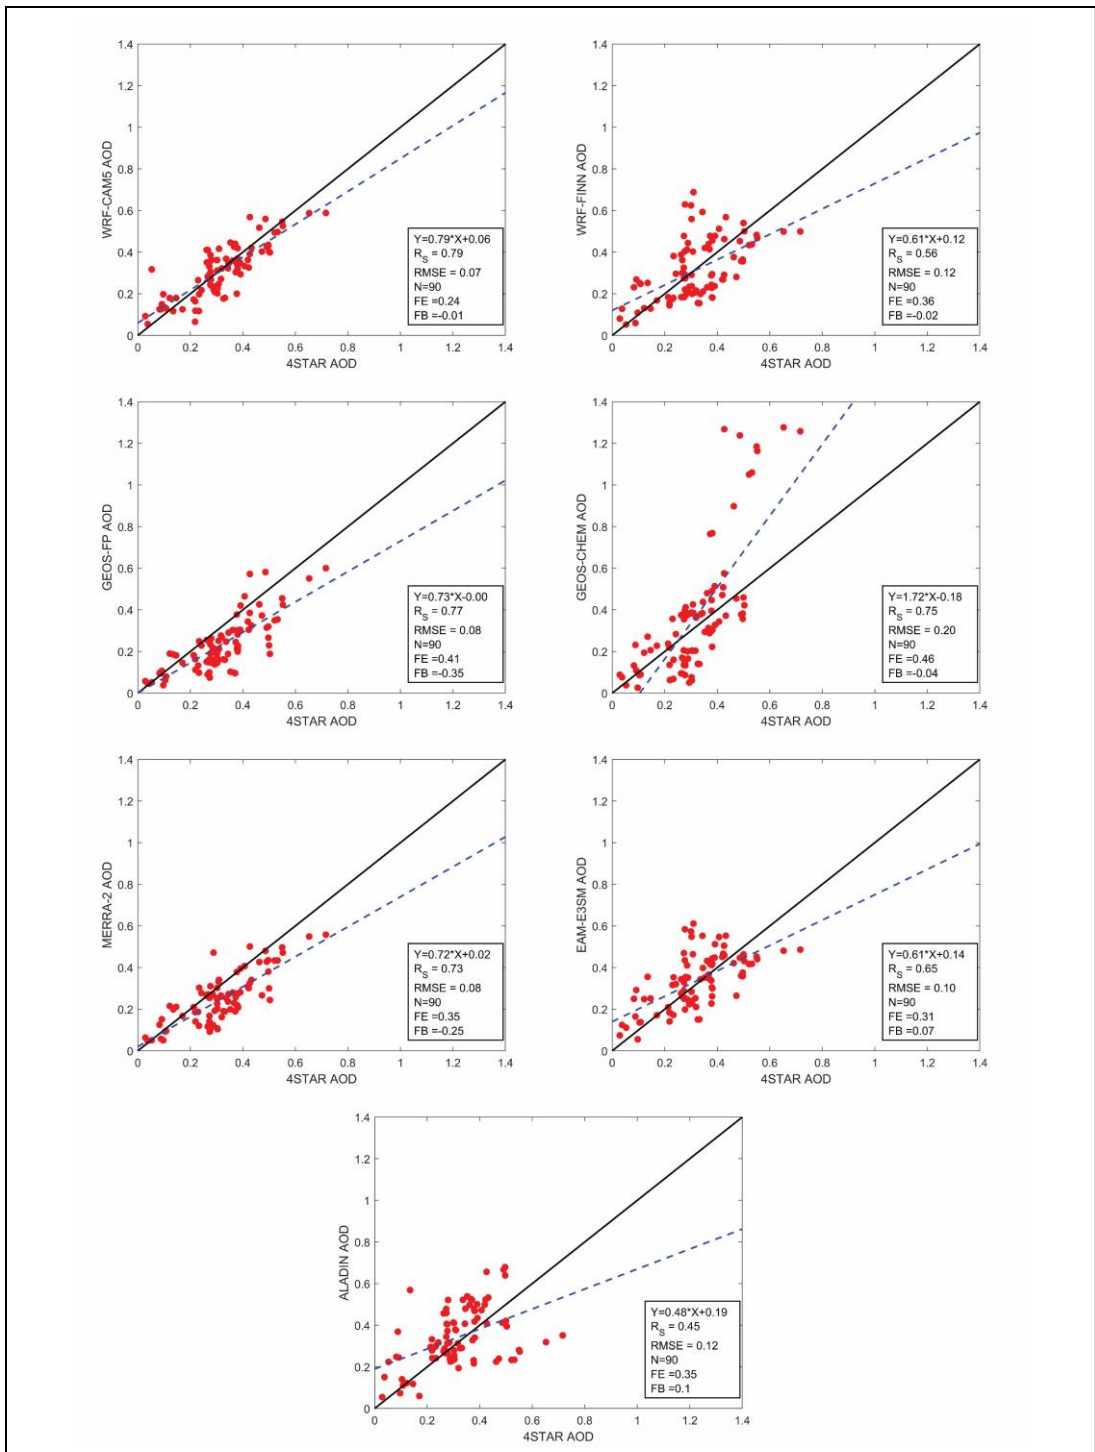 1.4
1.2
1
0.8
0.6
0.4
0.2
0
WRF-CAM5 AOD
Y=0.79*X+0.06
RS = 0.79
RMSE = 0.07
N=90
FE =0.24
FB =-0.01
0 0.2 0.4 0.6 0.8 1 1.2 1.4
4STAR AOD
1.4
1.2
1
0.8
0.6
0.4
0.2
0
WRF-FINN AOD
Y=0.61*X+0.12
RS = 0.56
RMSE = 0.12
N=90
FE =0.36
FB =-0.02
0 0.2 0.4 0.6 0.8 1 1.2 1.4
4STAR AOD
1.4
1.2
1
0.8
0.6
0.4
0.2
0
GEOS-FP AOD
Y=0.73*X-0.00
RS = 0.77
RMSE = 0.08
N=90
FE =0.41
FB =-0.35
0 0.2 0.4 0.6 0.8 1 1.2 1.4
4STAR AOD
1.4
1.2
1
0.8
0.6
0.4
0.2
0
GEOS-CHEM AOD
Y=1.72*X-0.18
RS = 0.75
RMSE = 0.20
N=90
FE =0.46
FB =-0.04
0 0.2 0.4 0.6 0.8 1 1.2 1.4
4STAR AOD
1.4
1.2
1
0.8
0.6
0.4
0.2
0
MERRA-2 AOD
Y=0.72*X+0.02
RS = 0.73
RMSE = 0.08
N=90
FE =0.35
FB =-0.25
0 0.2 0.4 0.6 0.8 1 1.2 1.4
4STAR AOD
1.4
1.2
1
0.8
0.6
0.4
0.2
0
EAM-E3SM AOD
Y=0.61*X+0.14
RS = 0.65
RMSE = 0.10
N=90
FE =0.31
FB =0.07
0 0.2 0.4 0.6 0.8 1 1.2 1.4
4STAR AOD
1.4
1.2
1
0.8
0.6
0.4
0.2
0
ALADIN AOD
Y=0.48*X+0.19
RS = 0.45
RMSE = 0.12
N=90
FE =0.35
FB =0.1
0 0.2 0.4 0.6 0.8 1 1.2 1.4
4STAR AOD